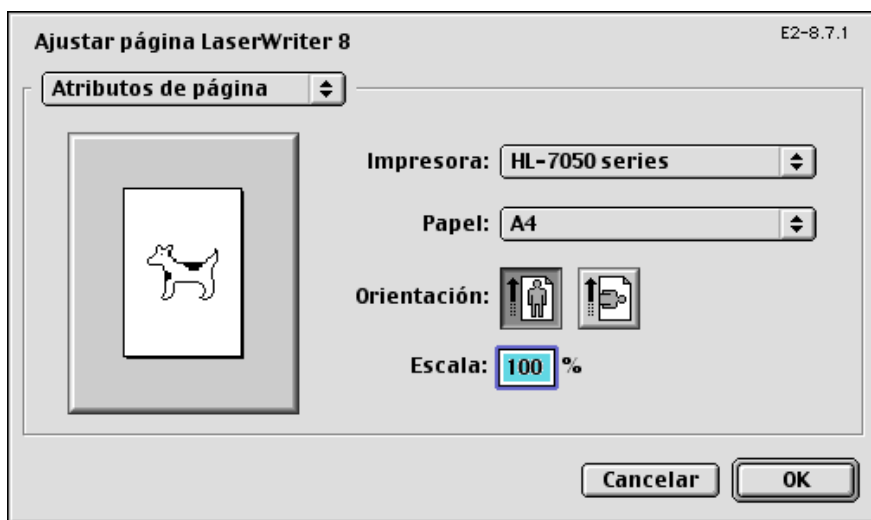 Ajustar página LaserWriter 8
E2-8.7.1
Atributos de página
Impresora: HL-7050 series
Papel: A4
Orientación:
Escala: 100 %
Cancelar OK